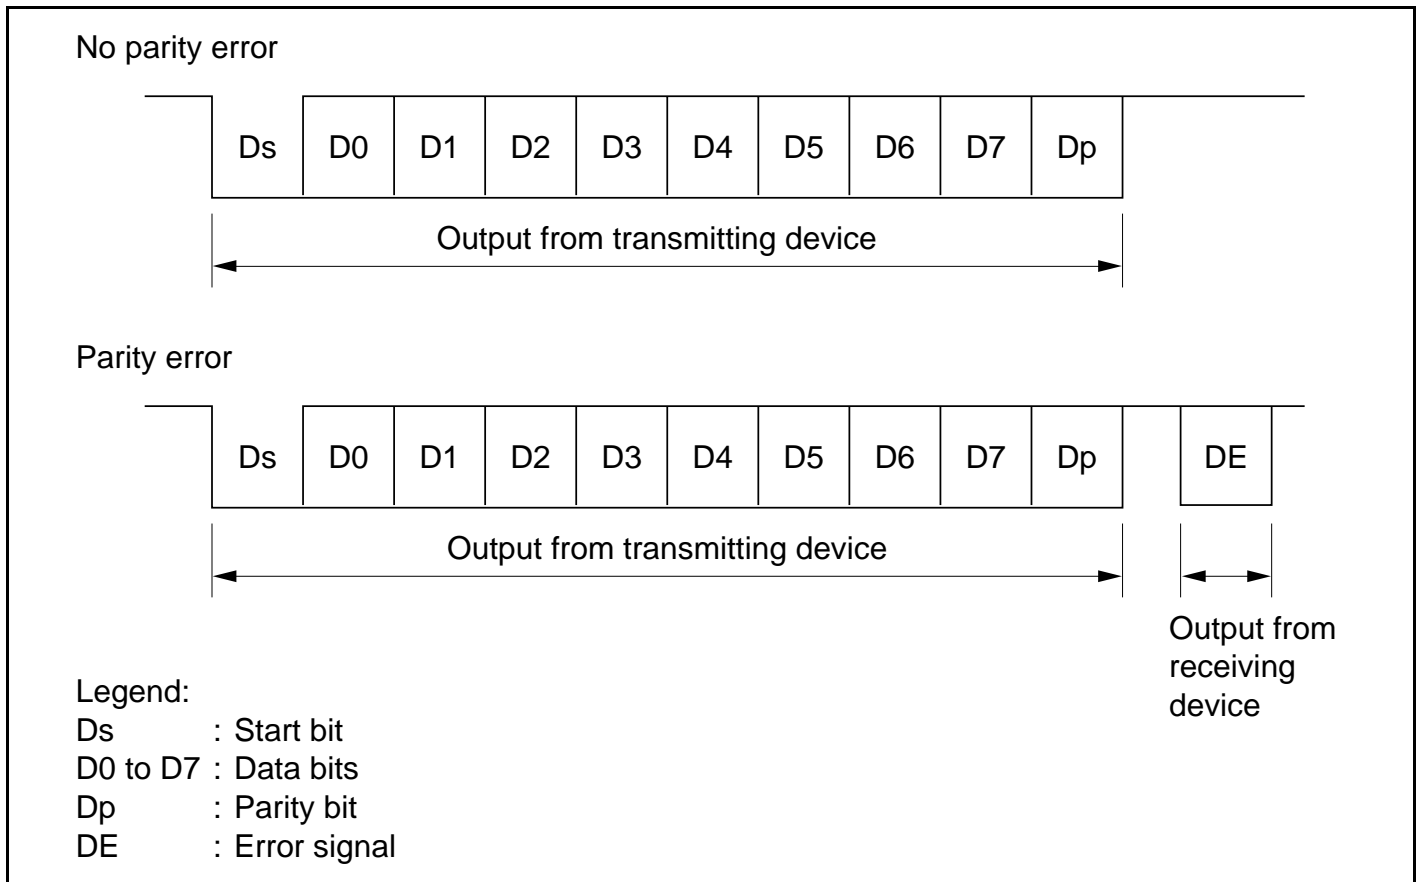 No parity error
Ds D0 D1 D2 D3 D4 D5 D6 D7 Dp
Output from transmitting device
Parity error
Ds D0 D1 D2 D3 D4 D5 D6 D7 Dp DE
Output from transmitting device
Output from
receiving
device
Legend:
Ds : Start bit
D0 to D7 : Data bits
Dp : Parity bit
DE : Error signal